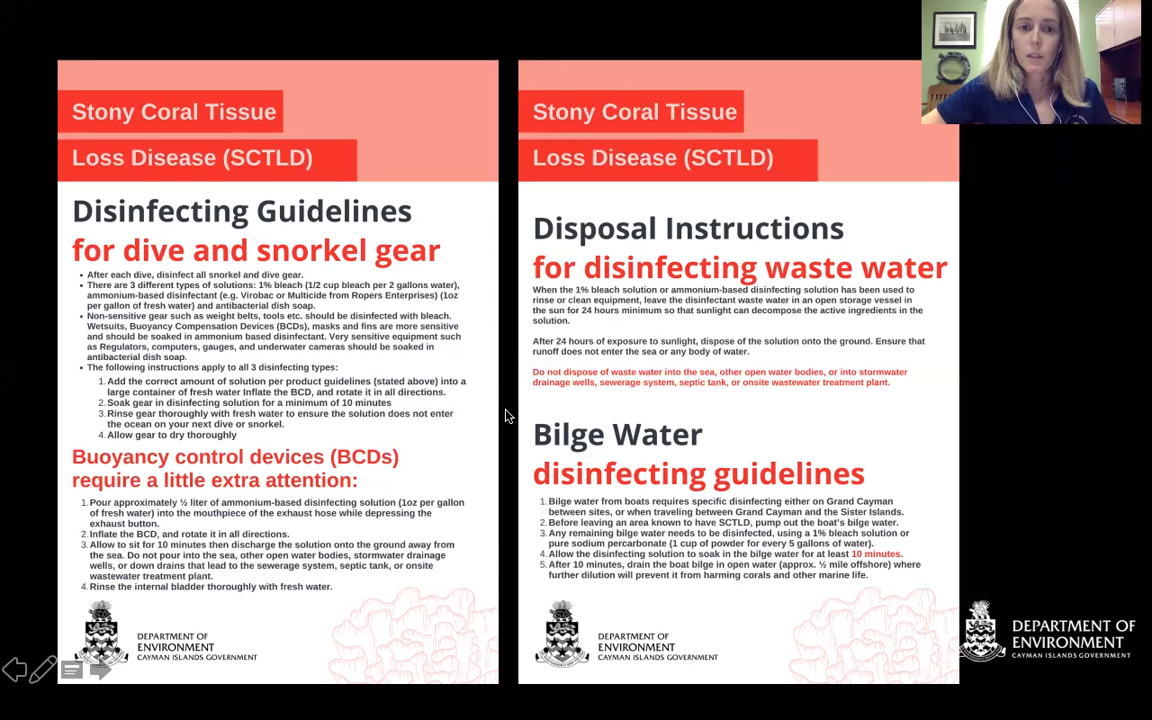 Stony Coral Tissue
Loss Disease (SCTLD)
Disinfecting Guidelines
for dive and snorkel gear
• After each dive, disinfect all snorkel and dive gear.
• There are 3 different types of solutions: 1% bleach (1/2 cup bleach per 2 gallons water),
ammonium-based disinfectant (e.g. Virobac or Multicide from Ropers Enterprises) (1oz
per gallon of fresh water) and antibacterial dish soap.
• Non-sensitive gear such as weight belts, tools etc. should be disinfected with bleach.
Wetsuits, Buoyancy Compensation Devices (BCDs), masks and fins are more sensitive
and should be soaked in ammonium based disinfectant. Very sensitive equipment such
as Regulators, computers, gauges, and underwater cameras should be soaked in
antibacterial dish soap.
• The following instructions apply to all 3 disinfecting types:
1. Add the correct amount of solution per product guidelines (stated above) into a
large container of fresh water Inflate the BCD, and rotate it in all directions.
2. Soak gear in disinfecting solution for a minimum of 10 minutes
3. Rinse gear thoroughly with fresh water to ensure the solution does not enter
the ocean on your next dive or snorkel.
4. Allow gear to dry thoroughly
Buoyancy control devices (BCDs)
require a little extra attention:
1. Pour approximately ½ liter of ammonium-based disinfecting solution (1oz per gallon
of fresh water) into the mouthpiece of the exhaust hose while depressing the
exhaust button.
2. Inflate the BCD, and rotate it in all directions.
3. Allow to sit for 10 minutes then discharge the solution onto the ground away from
the sea. Do not pour into the sea, other open water bodies, stormwater drainage
wells, or down drains that lead to the sewerage system, septic tank, or onsite
wastewater treatment plant.
4. Rinse the internal bladder thoroughly with fresh water.
DEPARTMENT OF
ENVIRONMENT
CAYMAN ISLANDS GOVERNMENT
Stony Coral Tissue
Loss Disease (SCTLD)
Disposal Instructions
for disinfecting waste water
When the 1% bleach solution or ammonium-based disinfecting solution has been used to
rinse or clean equipment, leave the disinfectant waste water in an open storage vessel in
the sun for 24 hours minimum so that sunlight can decompose the active ingredients in the
solution.
After 24 hours of exposure to sunlight, dispose of the solution onto the ground. Ensure that
runoff does not enter the sea or any body of water.
Do not dispose of waste water into the sea, other open water bodies, or into stormwater
drainage wells, sewerage system, septic tank, or onsite wastewater treatment plant.
Bilge Water
disinfecting guidelines
1. Bilge water from boats requires specific disinfecting either on Grand Cayman
between sites, or when traveling between Grand Cayman and the Sister Islands.
2. Before leaving an area known to have SCTLD, pump out the boat's bilge water.
3. Any remaining bilge water needs to be disinfected, using a 1% bleach solution or
pure sodium percarbonate (1 cup of powder for every 5 gallons of water).
4. Allow the disinfecting solution to soak in the bilge water for at least 10 minutes.
5. After 10 minutes, drain the boat bilge in open water (approx. ½ mile offshore) where
further dilution will prevent it from harming corals and other marine life.
DEPARTMENT OF
ENVIRONMENT
CAYMAN ISLANDS GOVERNMENT
DEPARTMENT OF
ENVIRONMENT
CAYMAN ISLANDS GOVERNMENT